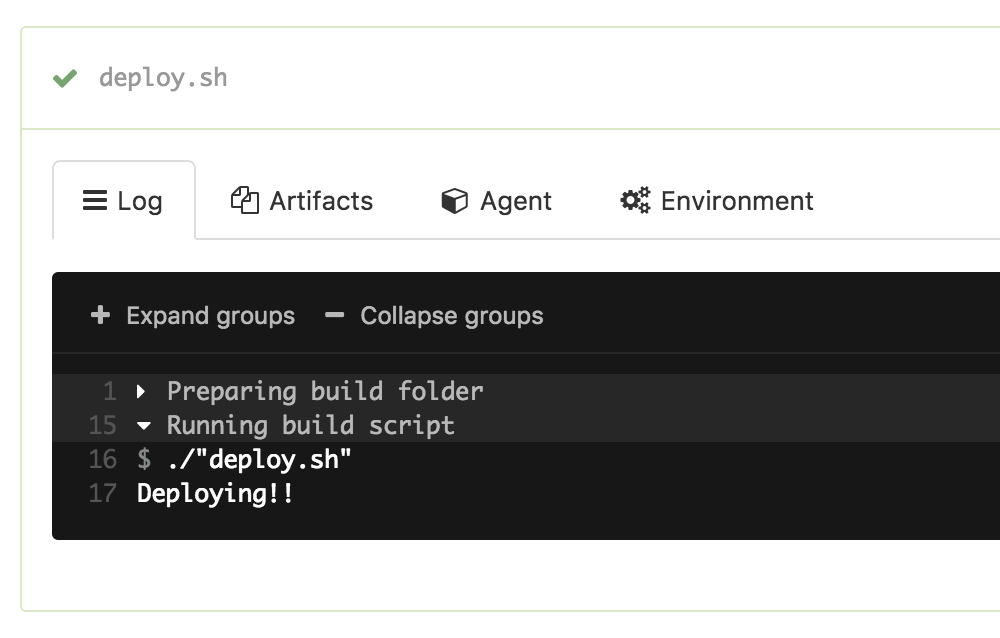 deploy.sh
Log Artifacts Agent Environment
Expand groups Collapse groups
1 Preparing build folder
15 Running build script
16 $ ./"deploy.sh"
17 Deploying!!